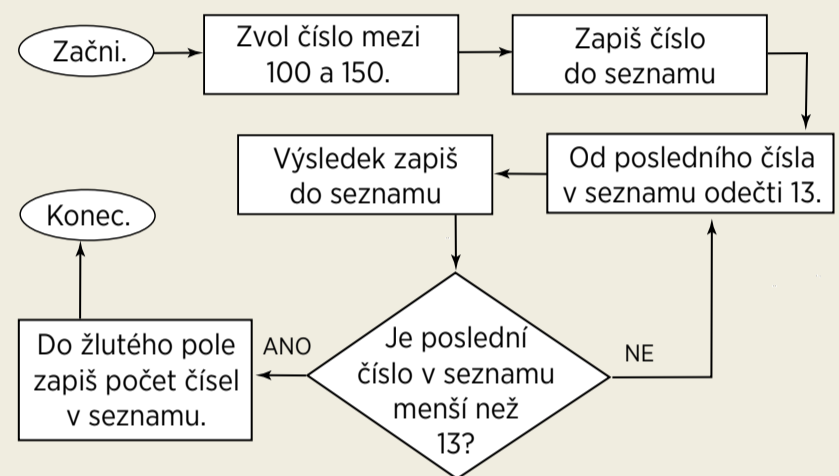 Začni.
Zvol číslo mezi
100 a 150.
Zapiš číslo
do seznamu
Od posledního čísla
v seznamu odečti 13.
Výsledek zapiš
do seznamu
Je poslední
číslo v seznamu
menší než
13?
NE
ANO
Do žlutého pole
zapiš počet čísel
v seznamu.
Konec.